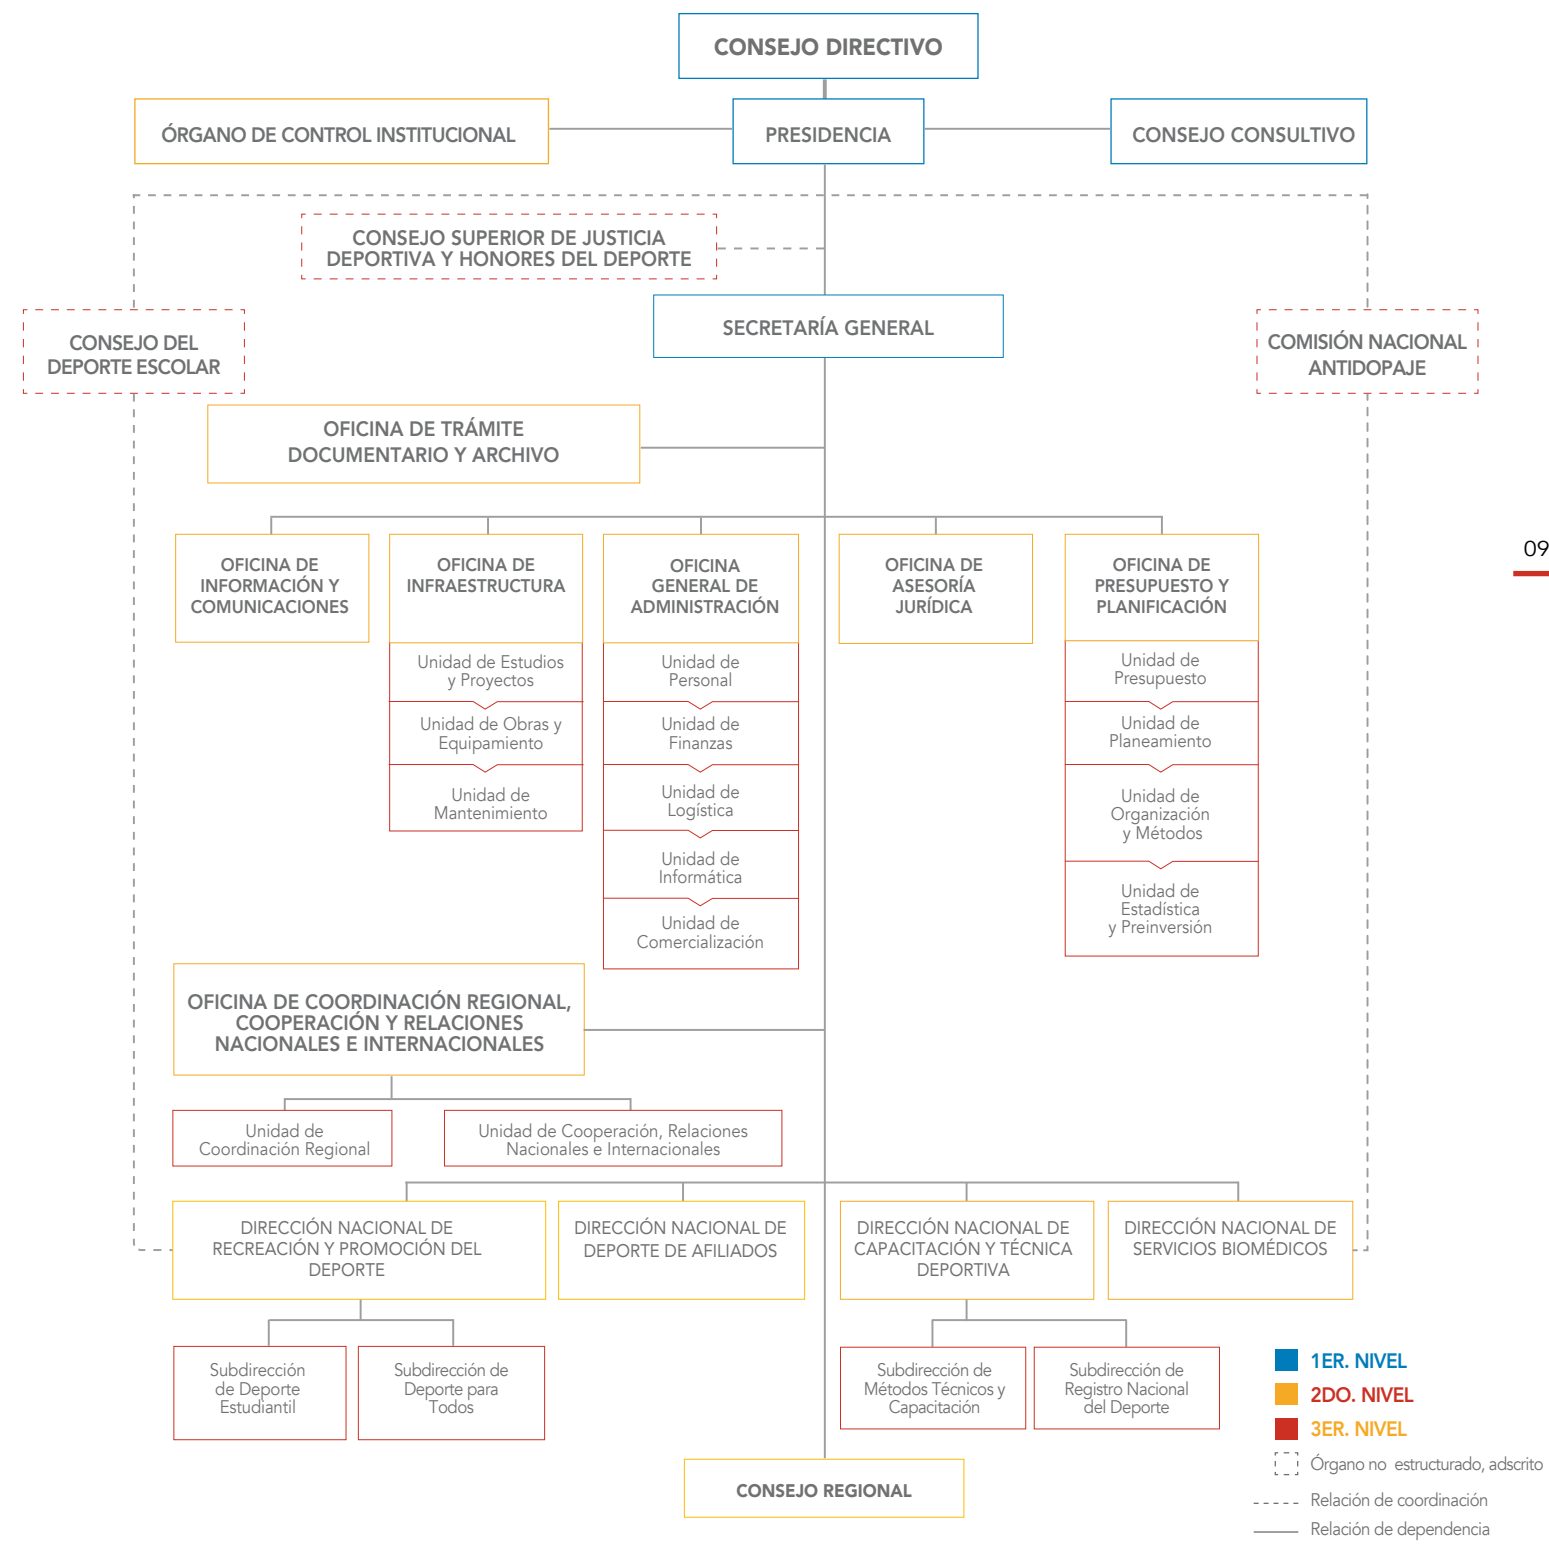 CONSEJO DIRECTIVO
ÓRGANO DE CONTROL INSTITUCIONAL
PRESIDENCIA
CONSEJO CONSULTIVO
CONSEJO SUPERIOR DE JUSTICIA
DEPORTIVA Y HONORES DEL DEPORTE
SECRETARÍA GENERAL
CONSEJO DEL
DEPORTE ESCOLAR
COMISIÓN NACIONAL
ANTIDOPAJE
OFICINA DE TRÁMITE
DOCUMENTARIO Y ARCHIVO
09
OFICINA DE
INFORMACIÓN Y
COMUNICACIONES
OFICINA DE
INFRAESTRUCTURA
Unidad de Estudios
y Proyectos
Unidad de Obras y
Equipamiento
Unidad de
Mantenimiento
OFICINA
GENERAL DE
ADMINISTRACIÓN
Unidad de
Personal
Unidad de
Finanzas
Unidad de
Logística
Unidad de
Informática
Unidad de
Comercialización
OFICINA DE
ASESORÍA
JURÍDICA
OFICINA DE
PRESUPUESTO Y
PLANIFICACIÓN
Unidad de
Presupuesto
Unidad de
Planeamiento
Unidad de
Organización
y Métodos
Unidad de
Estadística
y Preinversión
OFICINA DE COORDINACIÓN REGIONAL,
COOPERACIÓN Y RELACIONES
NACIONALES E INTERNACIONALES
Unidad de
Coordinación Regional
Unidad de Cooperación, Relaciones
Nacionales e Internacionales
DIRECCIÓN NACIONAL DE
RECREACIÓN Y PROMOCIÓN DEL
DEPORTE
DIRECCIÓN NACIONAL DE
DEPORTE DE AFILIADOS
DIRECCIÓN NACIONAL DE
CAPACITACIÓN Y TÉCNICA
DEPORTIVA
DIRECCIÓN NACIONAL DE
SERVICIOS BIOMÉDICOS
Subdirección
de Deporte
Estudiantil
Subdirección de
Deporte para
Todos
Subdirección de
Métodos Técnicos y
Capacitación
Subdirección de
Registro Nacional
del Deporte
CONSEJO REGIONAL
1ER. NIVEL
2DO. NIVEL
3ER. NIVEL
Órgano no estructurado, adscrito
Relación de coordinación
Relación de dependencia